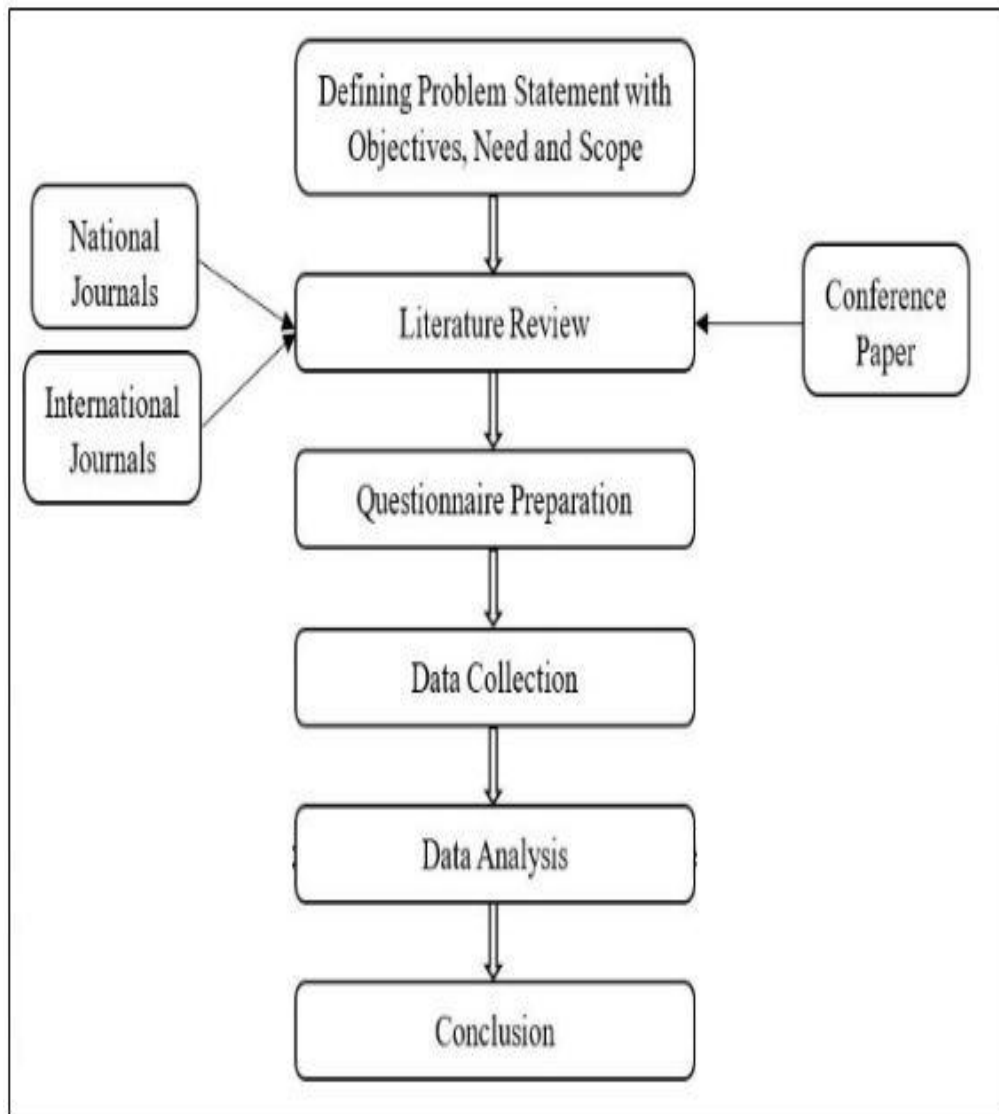 Defining Problem Statement with
Objectives, Need and Scope
National
Journals
International
Journals
Literature Review
Conference
Paper
Questionnaire Preparation
Data Collection
Data Analysis
Conclusion